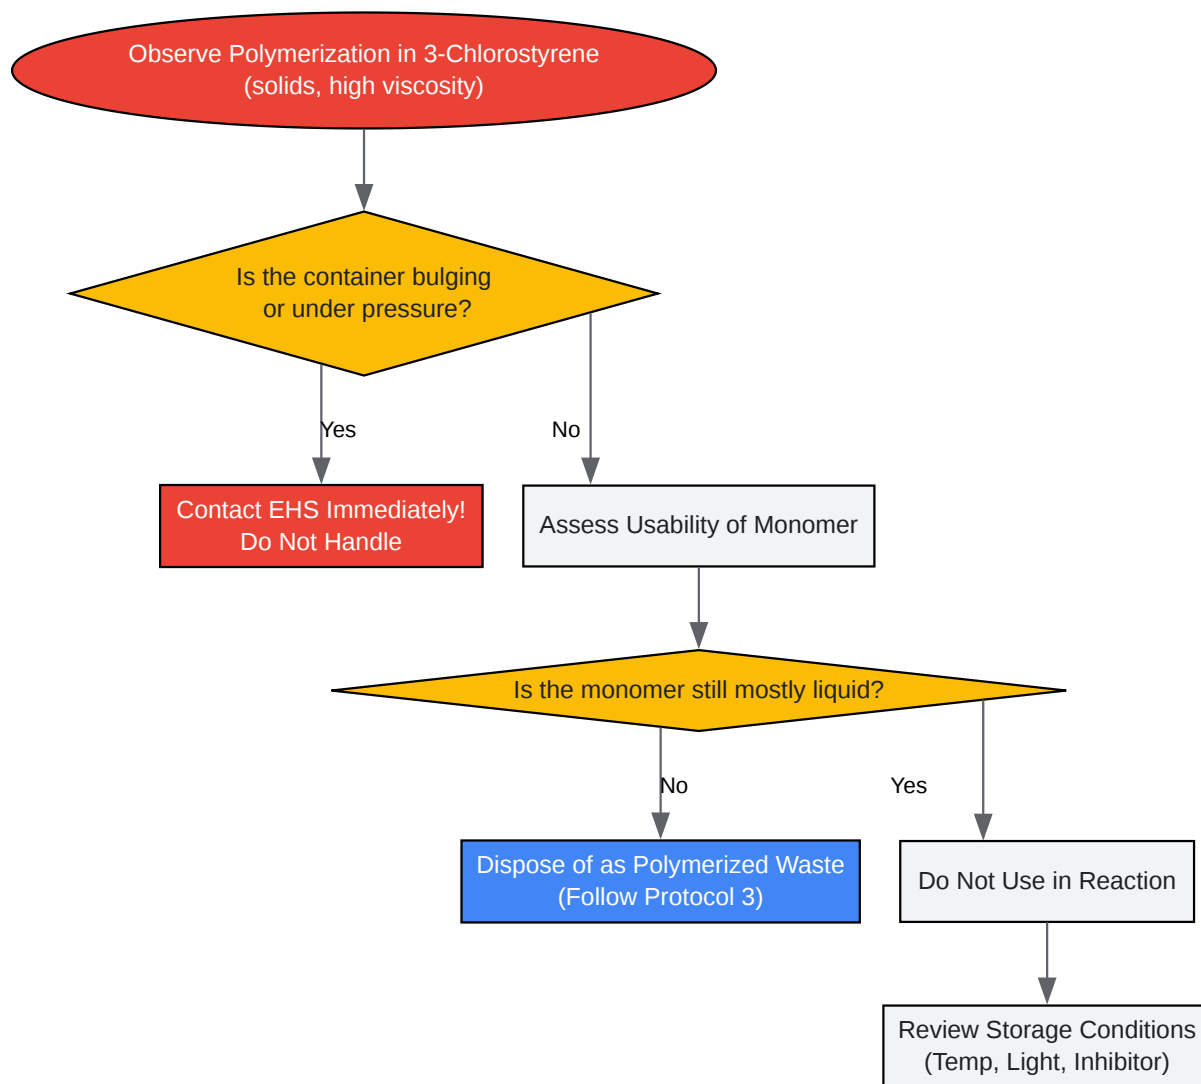 Observe Polymerization in 3-Chlorostyrene
(solids, high viscosity)
Is the container bulging
or under pressure?
Yes
No
Contact EHS Immediately!
Do Not Handle
Assess Usability of Monomer
Is the monomer still mostly liquid?
No
Yes
Dispose of as Polymerized Waste
(Follow Protocol 3)
Do Not Use in Reaction
Review Storage Conditions
(Temp, Light, Inhibitor)